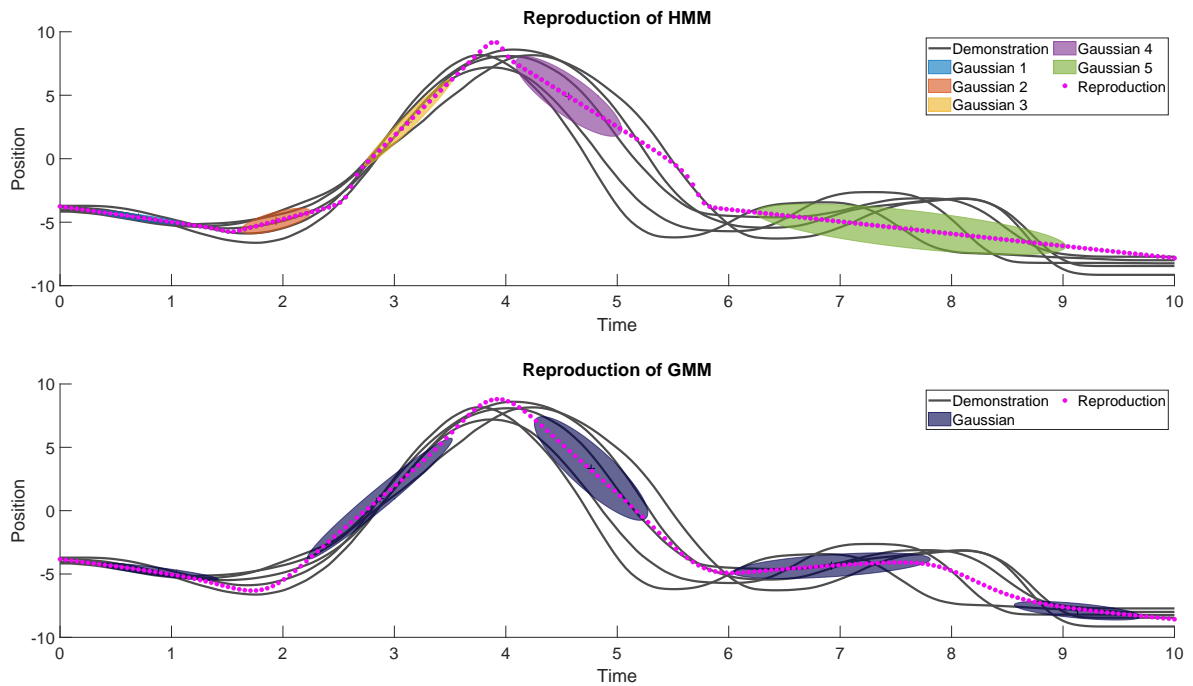 Reproduction of HMM
10
5
0
-5
-10
Position
0 1 2 3 4 5 6 7 8 9 10
Time
Demonstration
Gaussian 1
Gaussian 2
Gaussian 3
Gaussian 4
Gaussian 5
Reproduction
Reproduction of GMM
10
5
0
-5
-10
Position
0 1 2 3 4 5 6 7 8 9 10
Time
Demonstration
Gaussian
Reproduction